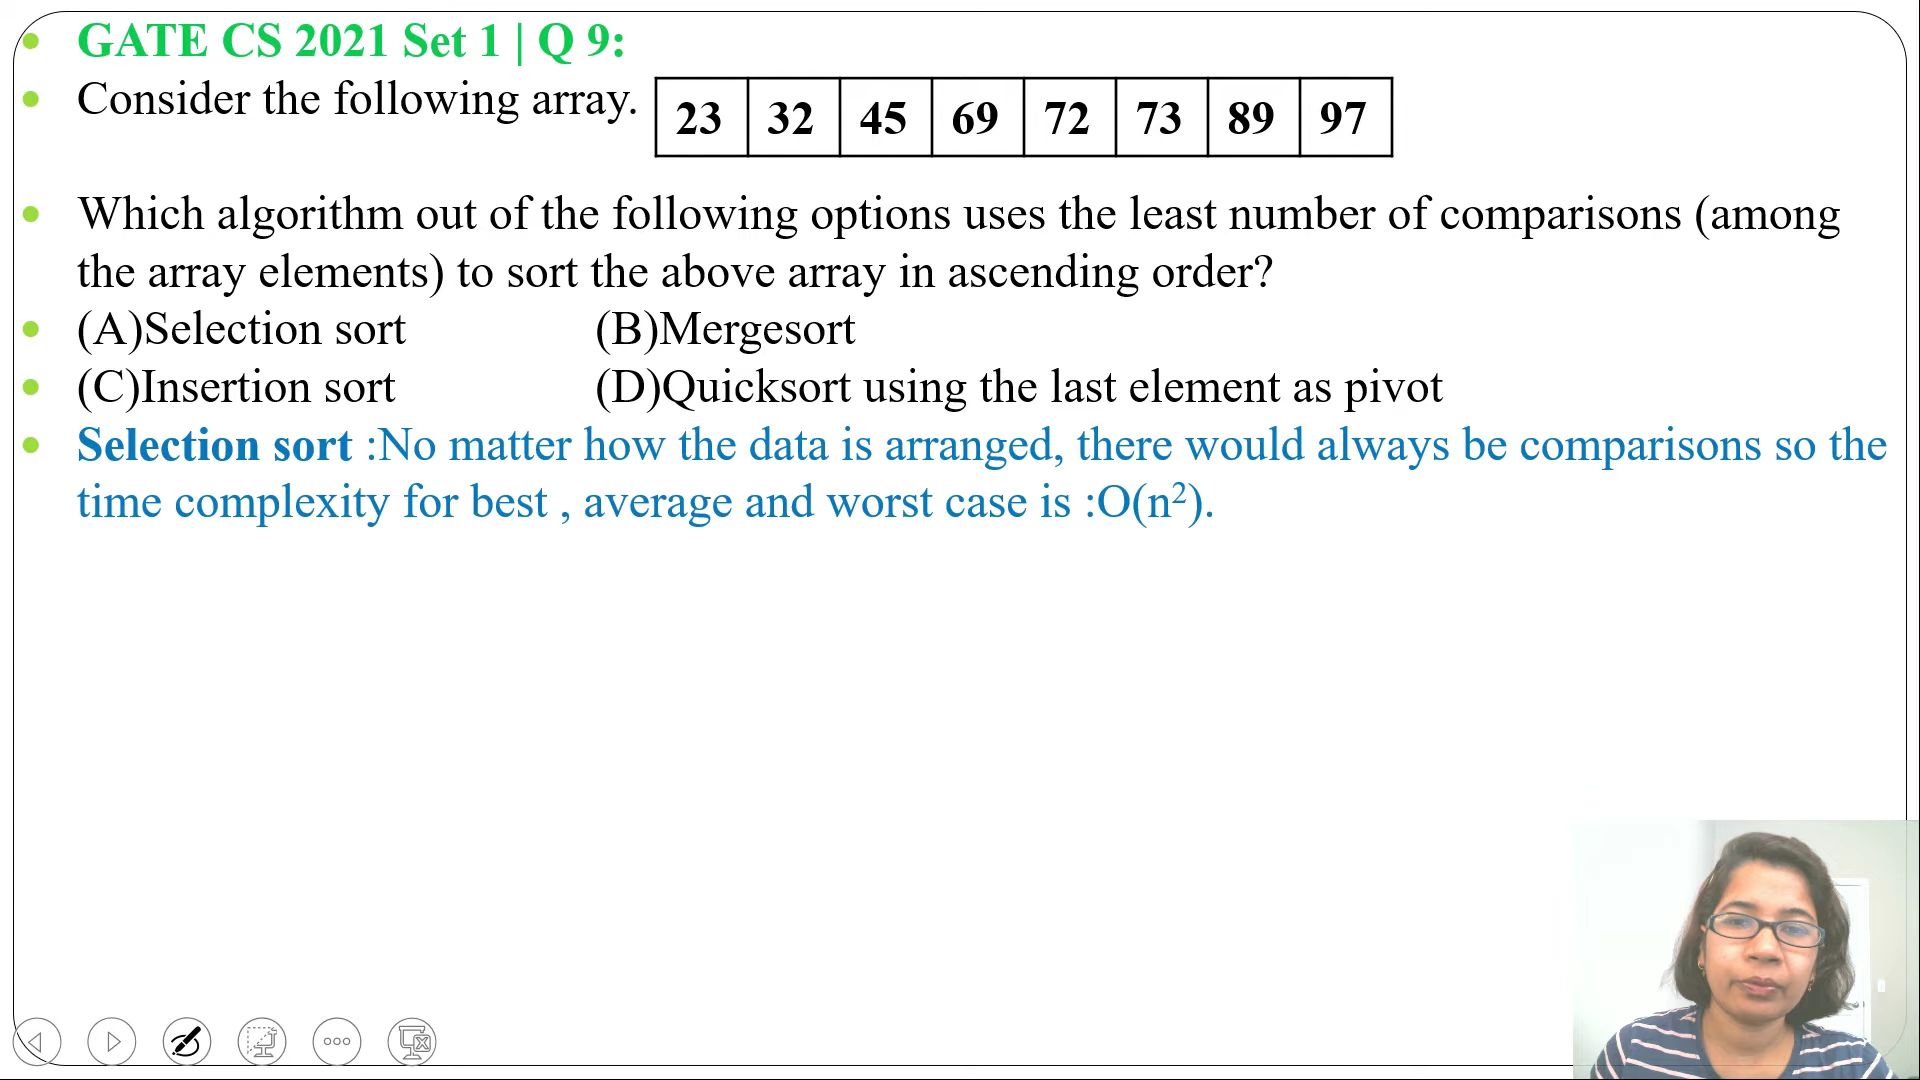 GATE CS 2021 Set 1 | Q 9:
Consider the following array. 23 32 45 69 72 73 89 97
Which algorithm out of the following options uses the least number of comparisons (among
the array elements) to sort the above array in ascending order?
(A)Selection sort (B)Mergesort
(C)Insertion sort (D)Quicksort using the last element as pivot
Selection sort :No matter how the data is arranged, there would always be comparisons so the
time complexity for best , average and worst case is :O(n²).